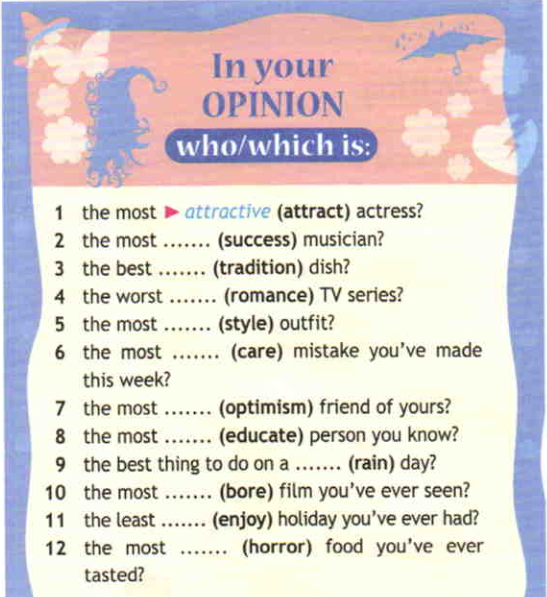 In your
OPINION
who/which is:
1 the most ▶ attractive (attract) actress?
2 the most ....... (success) musician?
3 the best ....... (tradition) dish?
4 the worst ....... (romance) TV series?
5 the most ....... (style) outfit?
6 the most ....... (care) mistake you've made
this week?
7 the most ....... (optimism) friend of yours?
8 the most ....... (educate) person you know?
9 the best thing to do on a ....... (rain) day?
10 the most ....... (bore) film you've ever seen?
11 the least ....... (enjoy) holiday you've ever had?
12 the most ....... (horror) food you've ever
tasted?